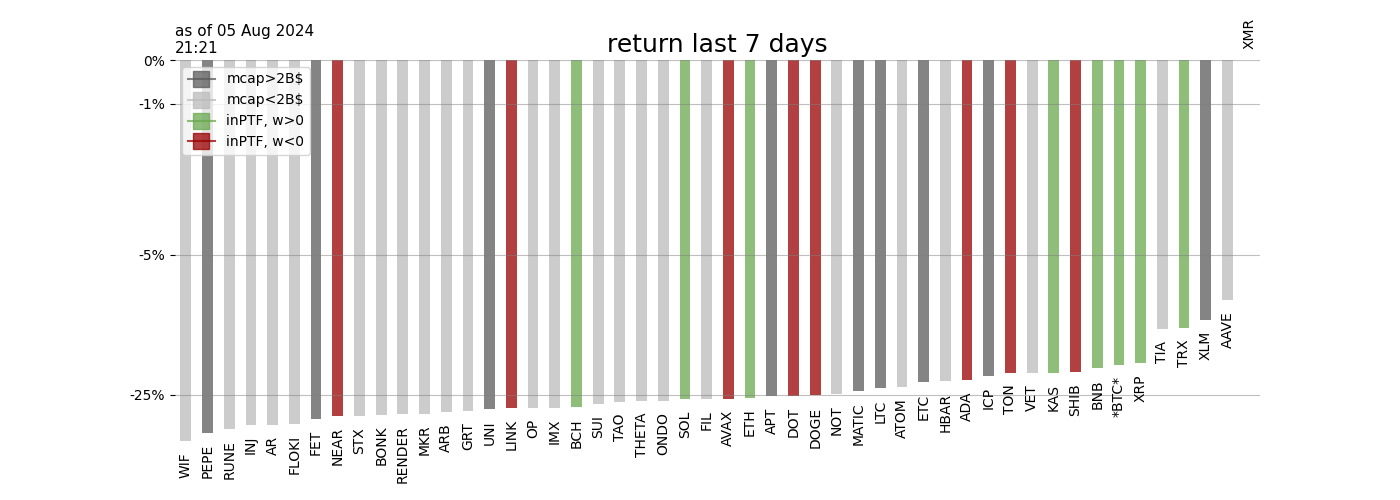 as of 05 Aug 2024
21:21
return last 7 days
XMR
0%
-1%
-5%
-25%
mcap>2B$
mcap<2B$
inPTF, w>0
inPTF, w<0
WIF
PEPE
RUNE
INJ
AR
FLOKI
FET
NEAR
STX
BONK
RENDER
MKR
ARB
GRT
UNI
LINK
OP
IMX
BCH
SUI
TAO
THETA
ONDO
SOL
FIL
AVAX
ETH
APT
DOT
DOGE
NOT
MATIC
LTC
ATOM
ETC
HBAR
ADA
ICP
TON
VET
KAS
SHIB
BNB
*BTC*
XRP
TIA
TRX
XLM
AAVE